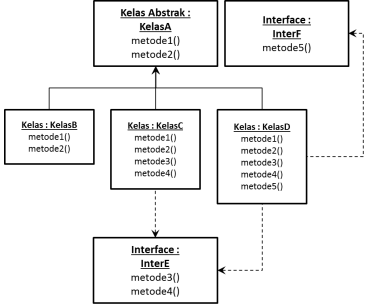 Kelas Abstrak :
KelasA
metode1()
metode2()
Interface :
InterF
metode5()
Kelas : KelasB
metode1()
metode2()
Kelas : KelasC
metode1()
metode2()
metode3()
metode4()
Kelas : KelasD
metode1()
metode2()
metode3()
metode4()
metode5()
Interface :
InterE
metode3()
metode4()